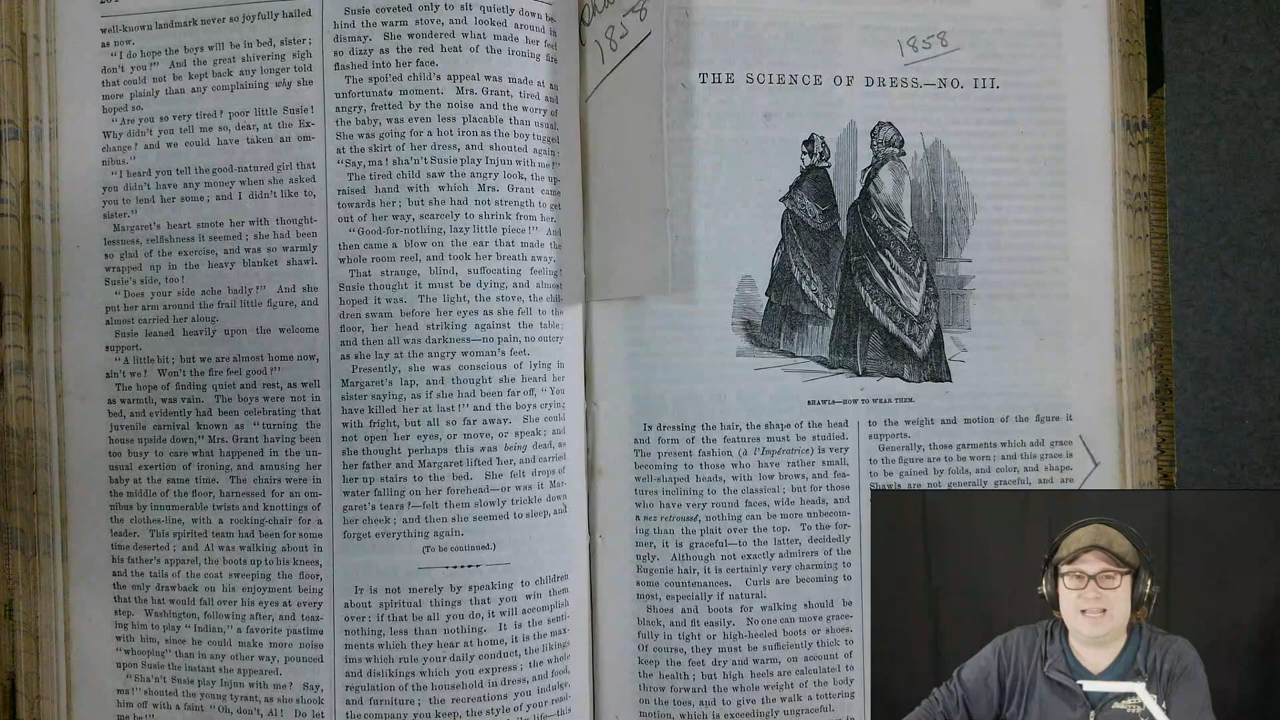 well-known landmark never so joyfully hailed
as now.
"I do hope the boys will be in bed, sister;
don't you?" And the great shivering sigh
that could not be kept back any longer told
more plainly than any complaining why she
hoped so.
"Are you so very tired? poor little Susie!
Why didn't you tell me so, dear, at the Ex-
change? and we could have taken an om-
nibus."
"I heard you tell the good-natured girl that
you didn't have any money when she asked
you to lend her some; and I didn't like to,
sister."
Margaret's heart smote her with thought-
lessness, selfishness it seemed; she had been
so glad of the exercise, and was so warmly
wrapped up in the heavy blanket shawl.
Susie's side, too!
"Does your side ache badly?" And she
put her arm around the frail little figure, and
almost carried her along.
Susie leaned heavily upon the welcome
support.
"A little bit; but we are almost home now,
ain't we? Won't the fire feel good?"
The hope of finding quiet and rest, as well
as warmth, was vain. The boys were not in
bed, and evidently had been celebrating that
juvenile carnival known as "turning the
house upside down," Mrs. Grant having been
too busy to care what happened in the un-
usual exertion of ironing, and amusing her
baby at the same time. The chairs were in
the middle of the floor, harnessed for an om-
nibus by innumerable twists and knottings of
the clothes-line, with a rocking-chair for a
leader. This spirited team had been for some
time deserted; and Al was walking about in
his father's apparel, the boots up to his knees,
and the tails of the coat sweeping the floor,
the only drawback on his enjoyment being
that the hat would fall over his eyes at every
step. Washington, following after, and teaz-
ing him to play "Indian," a favorite pastime
with him, since he could make more noise
"whooping" than in any other way, pounced
upon Susie the instant she appeared.
"Sha'n't Susie play Injun with me? Say,
ma!" shouted the young tyrant, as she shook
him off with a faint "Oh, don't, Al! Do let
me be!"
Susie coveted only to sit quietly down be-
hind the warm stove, and looked around in
dismay. She wondered what made her feel
so dizzy as the red heat of the ironing fire
flashed into her face.
The spoiled child's appeal was made at an
unfortunate moment. Mrs. Grant, tired and
angry, fretted by the noise and the worry of
the baby, was even less placable than usual.
She was going for a hot iron as the boy tugged
at the skirt of her dress, and shouted again:
"Say, ma! sha'n't Susie play Injun with me?"
The tired child saw the angry look, the up-
raised hand with which Mrs. Grant came
towards her; but she had not strength to get
out of her way, scarcely to shrink from her.
"Good-for-nothing, lazy little piece!" And
then came a blow on the ear that made the
whole room reel, and took her breath away.
That strange, blind, suffocating feeling!
Susie thought it must be dying, and almost
hoped it was. The light, the stove, the chil-
dren swam before her eyes as she fell to the
floor, her head striking against the table;
and then all was darkness—no pain, no outcry
as she lay at the angry woman's feet.
Presently, she was conscious of lying in
Margaret's lap, and thought she heard her
sister saying, as if she had been far off, "You
have killed her at last!" and the boys crying
with fright, but all so far away. She could
not open her eyes, or move, or speak; and
she thought perhaps this was being dead, as
her father and Margaret lifted her, and carried
her up stairs to the bed. She felt drops of
water falling on her forehead—or was it Mar-
garet's tears?—felt them slowly trickle down
her cheek; and then she seemed to sleep, and
forget everything again.
(To be continued.)
It is not merely by speaking to children
about spiritual things that you win them
over: if that be all you do, it will accomplish
nothing, less than nothing. It is the senti-
ments which they hear at home, it is the max-
ims which rule your daily conduct, the likings
and dislikings which you express; the whole
regulation of the household in dress, and food,
and furniture; the recreations you indulge,
the company you keep, the style of your read-
life—this
1858
1858
THE SCIENCE OF DRESS.—NO. III.
SHAWLS—HOW TO WEAR THEM.
In dressing the hair, the shape of the head
and form of the features must be studied.
The present fashion (à l'Impératrice) is very
becoming to those who have rather small,
well-shaped heads, with low brows, and fea-
tures inclining to the classical; but for those
who have very round faces, wide heads, and
a nez retroussé, nothing can be more unbecom-
ing than the plait over the top. To the for-
mer, it is graceful—to the latter, decidedly
ugly. Although not exactly admirers of the
Eugenie hair, it is certainly very charming to
some countenances. Curls are becoming to
most, especially if natural.
Shoes and boots for walking should be
black, and fit easily. No one can move grace-
fully in tight or high-heeled boots or shoes.
Of course, they must be sufficiently thick to
keep the feet dry and warm, on account of
the health; but high heels are calculated to
throw forward the whole weight of the body
on the toes, and to give the walk a tottering
motion, which is exceedingly ungraceful.
to the weight and motion of the figure it
supports.
Generally, those garments which add grace
to the figure are to be worn; and this grace is
to be gained by folds, and color, and shape.
Shawls are not generally graceful, and are